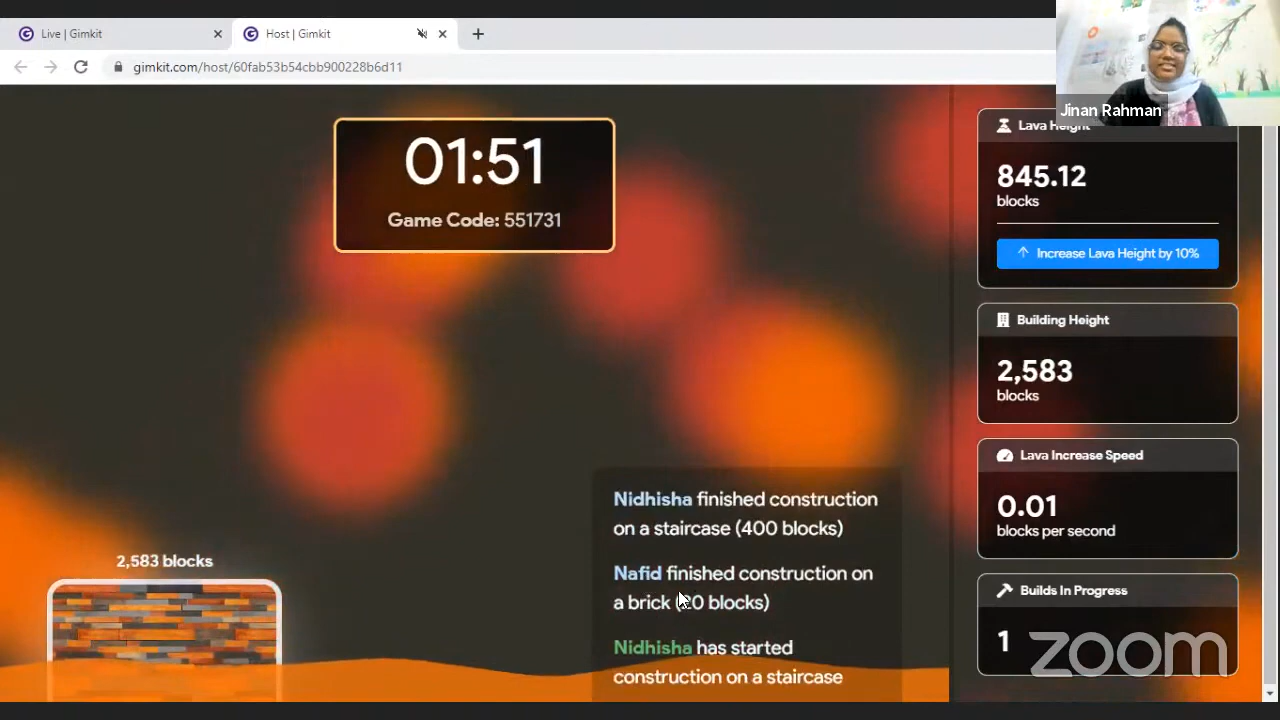 Live | Gimkit
Host | Gimkit
gimkit.com/host/60fab53b54cbb900228b6d11
Jinan Rahman
01:51
Game Code: 551731
Lava Height
845.12
blocks
Increase Lava Height by 10%
Building Height
2,583
blocks
Lava Increase Speed
0.01
blocks per second
Builds In Progress
1
2,583 blocks
Nidhisha finished construction
on a staircase (400 blocks)
Nafid finished construction on
a brick 20 blocks)
Nidhisha has started
construction on a staircase
zoom